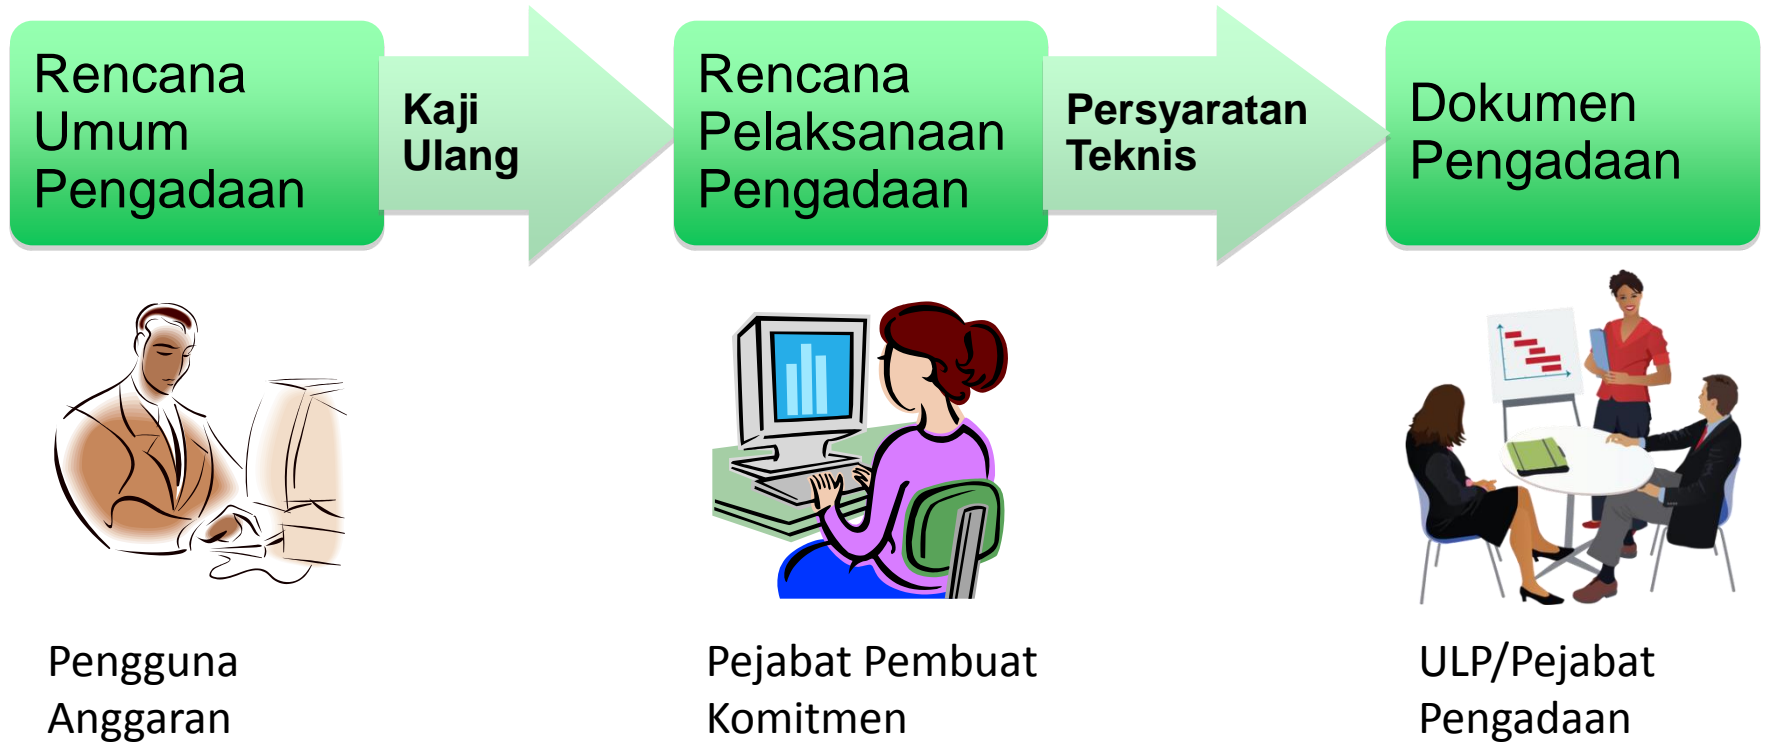 Rencana
Umum
Pengadaan
Kaji
Ulang
Rencana
Pelaksanaan
Pengadaan
Persyaratan
Teknis
Dokumen
Pengadaan
Pengguna
Anggaran
Pejabat Pembuat
Komitmen
ULP/Pejabat
Pengadaan